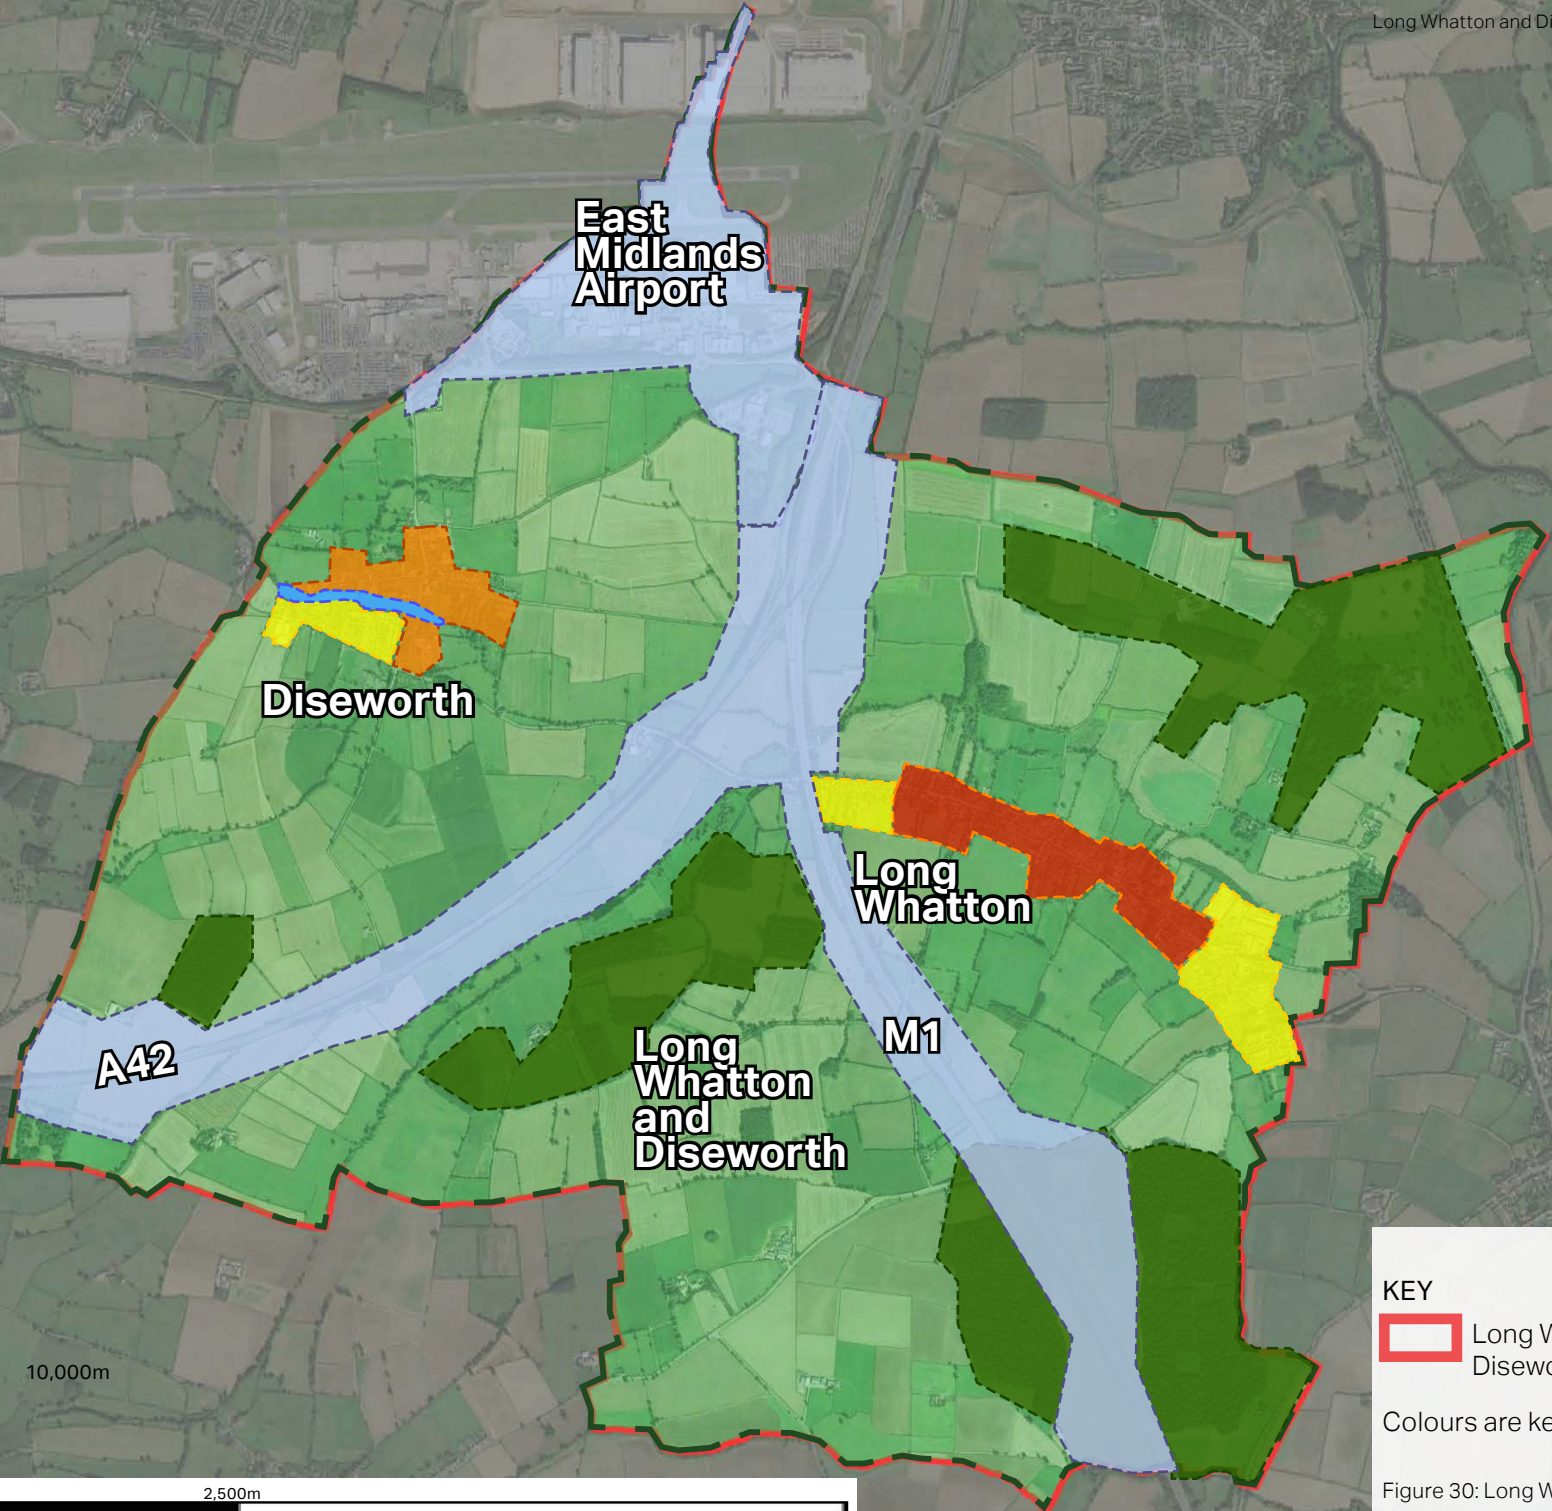 Long Whatton and Di
East
Midlands
Airport
Diseworth
Long
Whatton
A42
M1
Long
Whatton
and
Diseworth
KEY
Long W
Disewo
Colours are ke
Figure 30: Long W
10,000m
2,500m